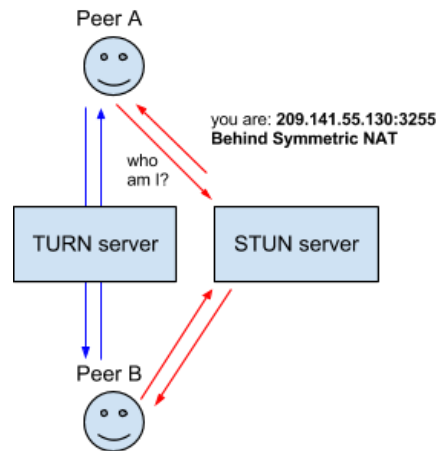 Peer A
you are: 209.141.55.130:3255
Behind Symmetric NAT
who
am I?
TURN server
STUN server
Peer B